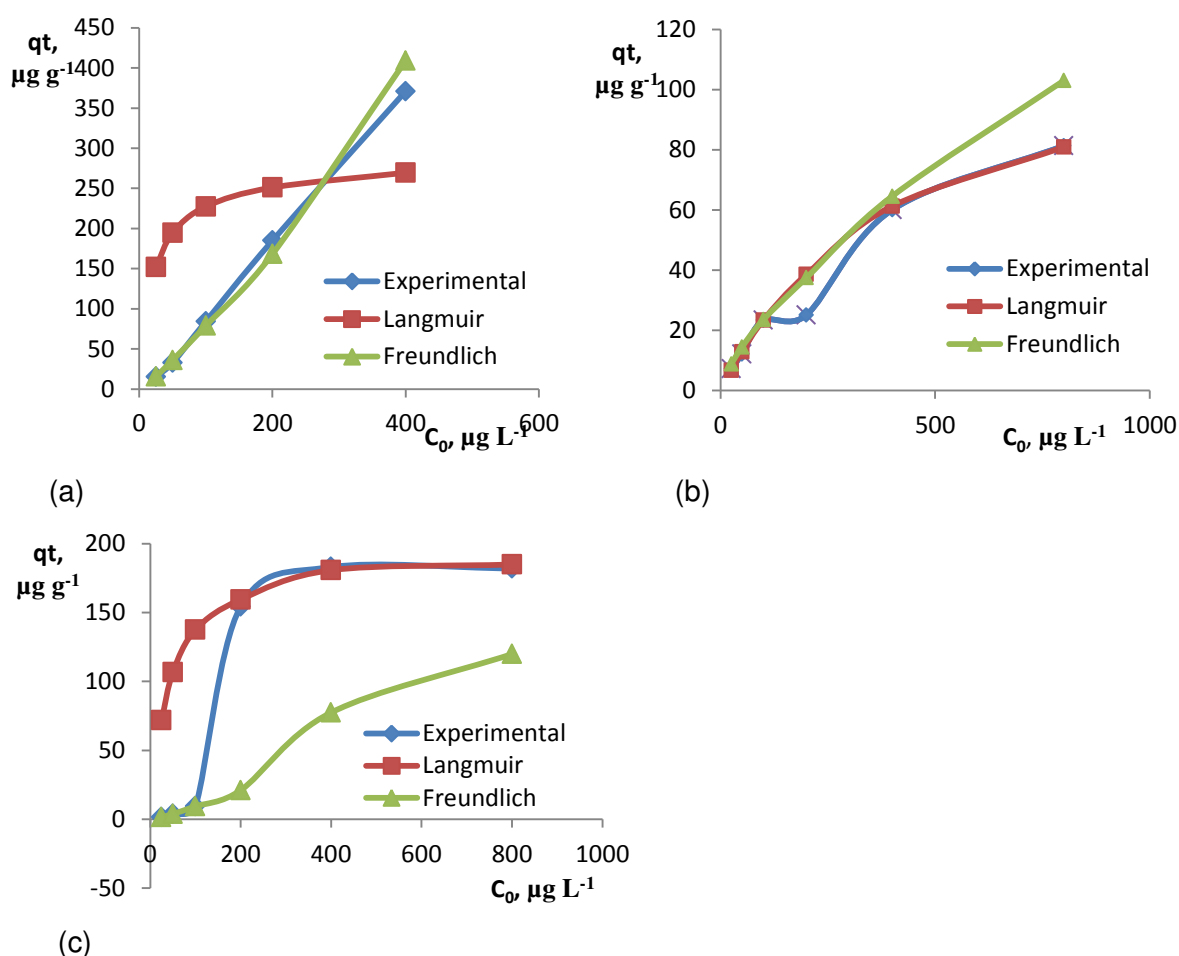 qt,
µg g⁻¹
450
400
350
300
250
200
150
100
50
0
0
200
400
600
C₀, µg L⁻¹
Experimental
Langmuir
Freundlich
(a)
qt,
µg g⁻¹
120
100
80
60
40
20
0
0
500
1000
C₀, µg L⁻¹
Experimental
Langmuir
Freundlich
(b)
qt,
µg g⁻¹
200
150
100
50
0
-50
0
200
400
600
800
1000
C₀, µg L⁻¹
Experimental
Langmuir
Freundlich
(c)